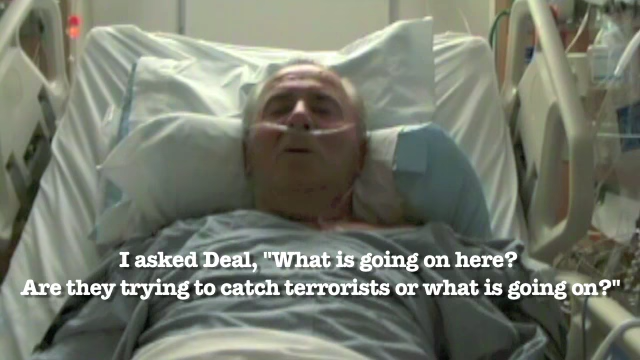 I asked Deal, "What is going on here?
Are they trying to catch terrorists or what is going on?"